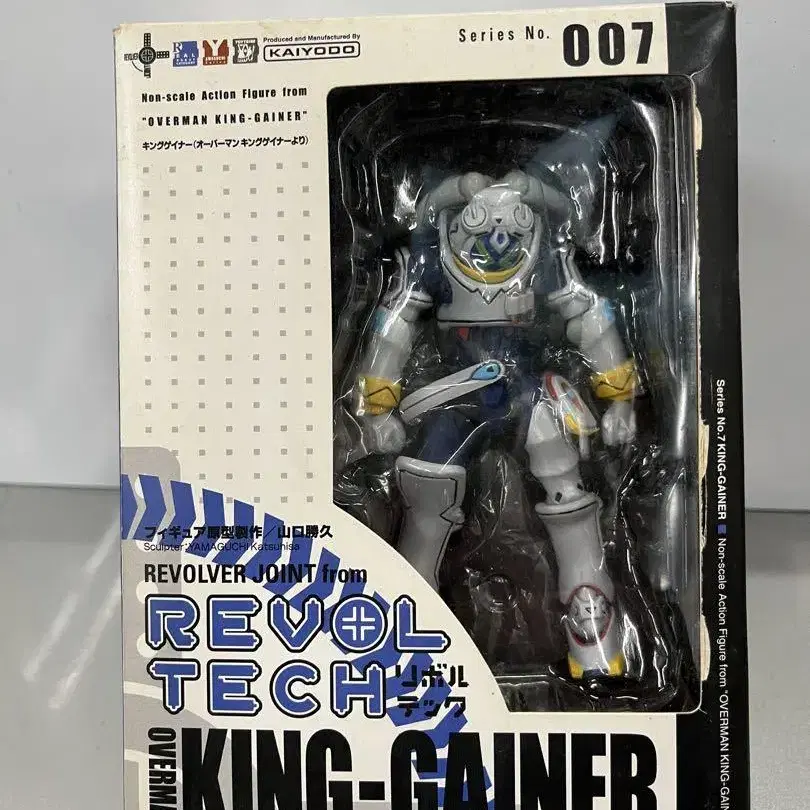 Produced and Manufactured By
KAIYODO
Series No. 007
Non-scale Action Figure from
"OVERMAN KING-GAINER"
キングゲイナー(オーバーマン キングゲイナーより)
フィギュア原型製作／山口勝久
Sculptor:YAMAGUCHI Katsuhisa
REVOLVER JOINT from
REVOL
TECH リボル
テック
OVERMA
KING-GAINER
Series No.7 KING-GAINER ■ Non-scale Action Figure from "OVERMAN KING-GAI